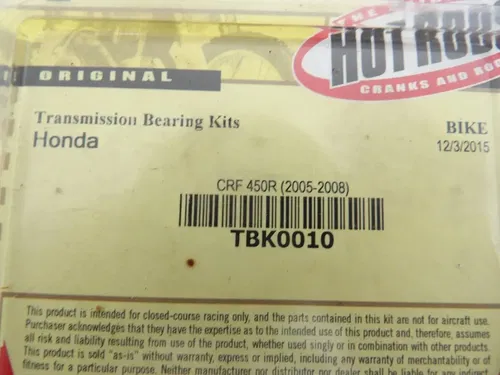 THE
HOT RODS
CRANKS AND
ORIGINAL
Transmission Bearing Kits
BIKE
Honda
12/3/2015
CRF 450R (2005-2008)
TBK0010
This product is intended for closed-course racing only, and the parts contained in this kit are not for aircraft use.
Purchaser acknowledges that they have the expertise as to the intended use of this product and, therefore, assumes
all risk and liability resulting from use of the product, whether used singly or in combination with other products.
This product is sold "as-is" without warranty, express or implied, including any warranty of merchantability or of
fitness for a particular purpose. Neither manufacturer nor distributor nor dealer shall be liable for any indirect